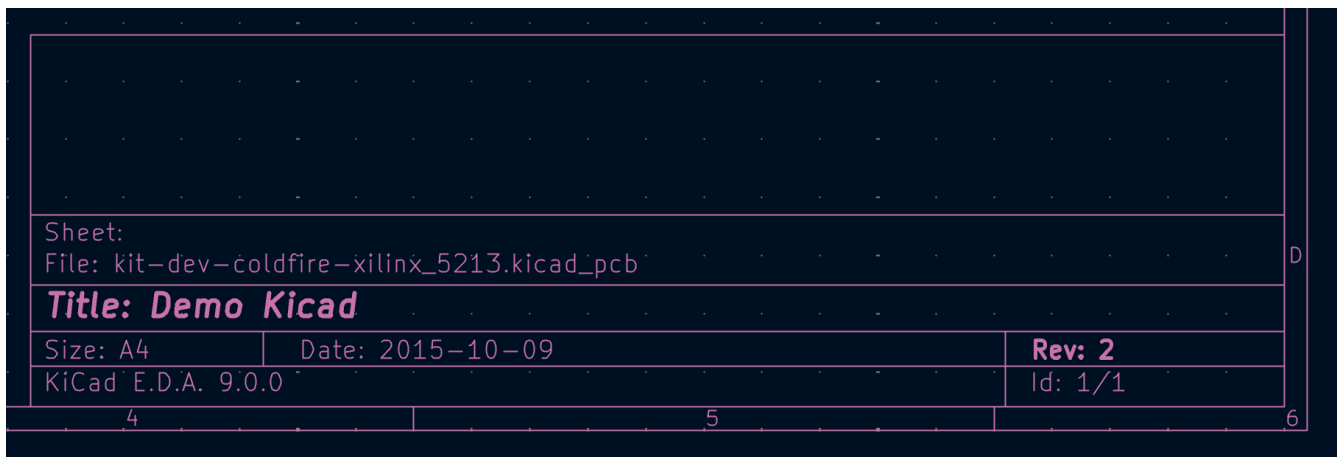 Sheet:
File: kit-dev-coldfire-xilinx_5213.kicad_pcb
D
Title: Demo Kicad
Size: A4 Date: 2015-10-09 Rev: 2
KiCad E.D.A. 9.0.0 Id: 1/1
4 5 6